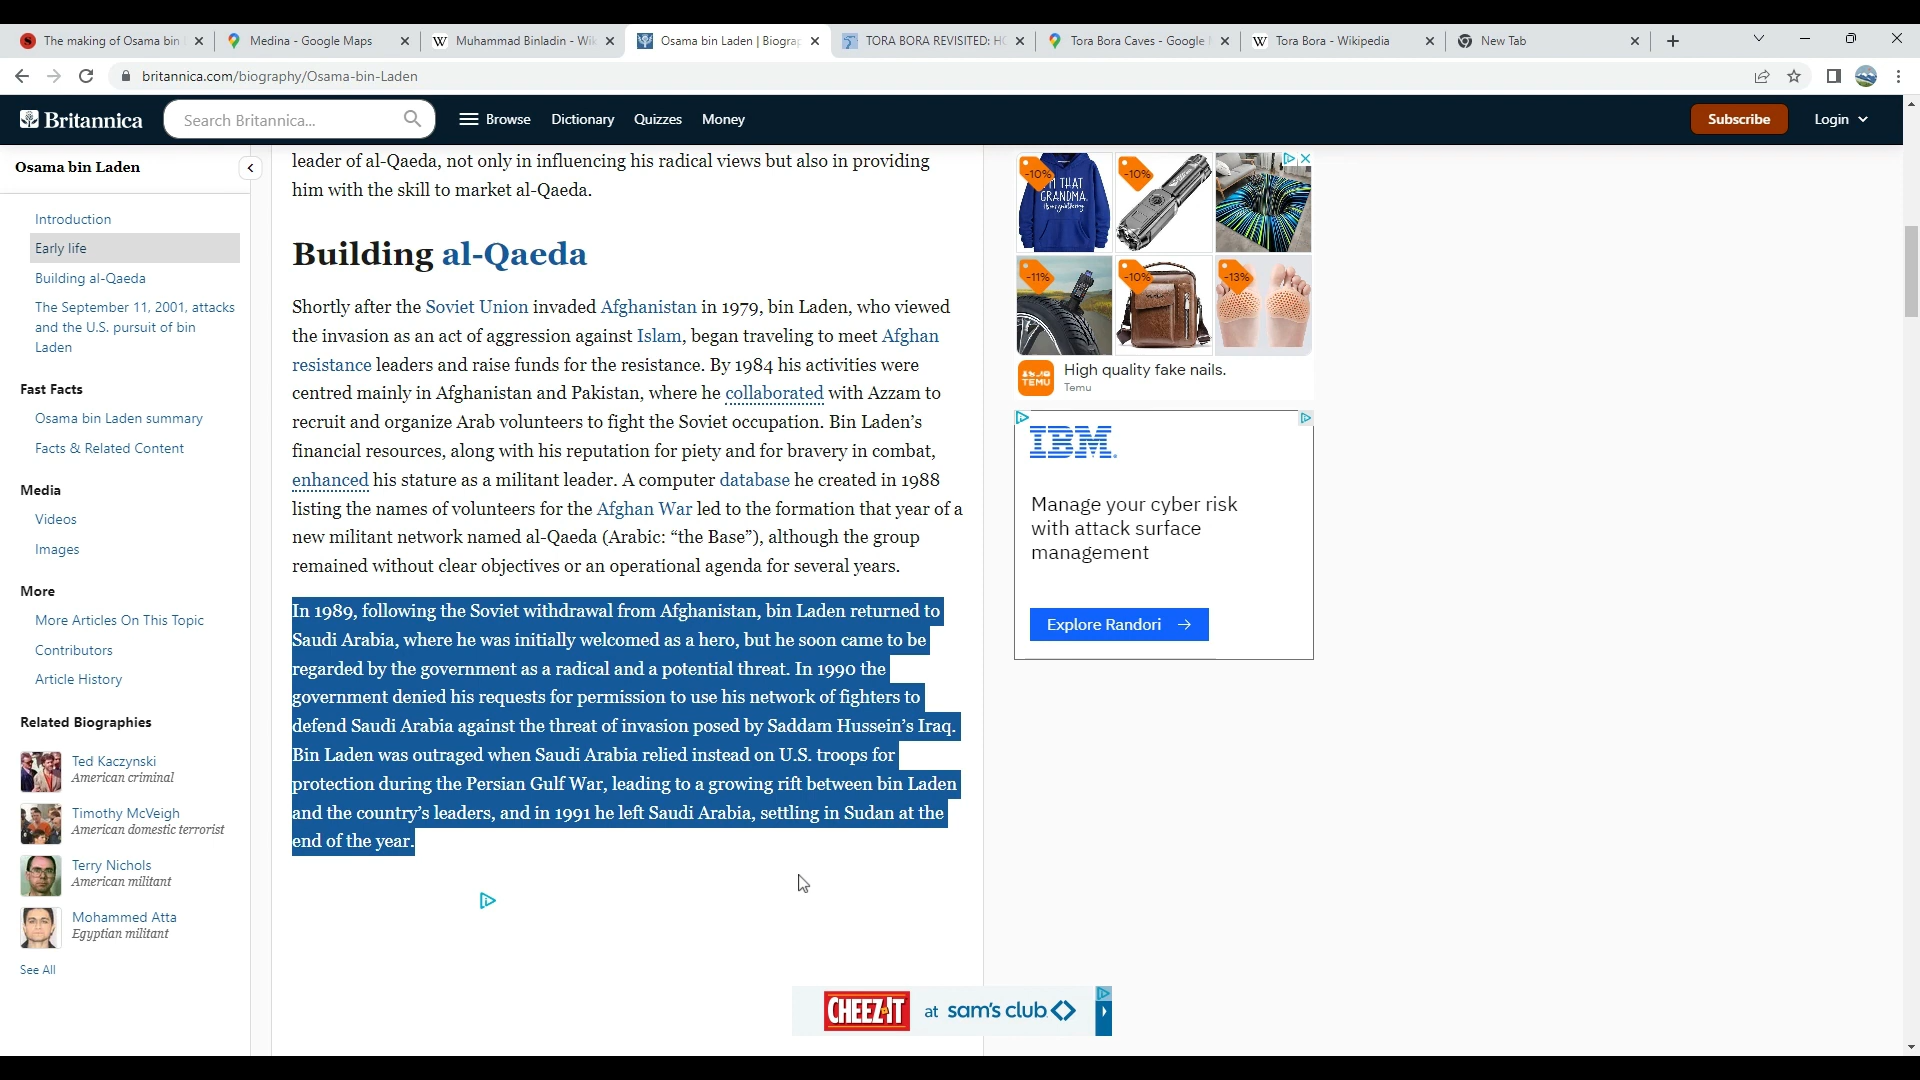 The making of Osama bin
Medina - Google Maps
Muhammad Binladin - Wik
Osama bin Laden | Biograp
TORA BORA REVISITED: HO
Tora Bora Caves - Google
Tora Bora - Wikipedia
New Tab
britannica.com/biography/Osama-bin-Laden
Britannica
Search Britannica...
Browse
Dictionary
Quizzes
Money
Subscribe
Login
Osama bin Laden
Introduction
Early life
Building al-Qaeda
The September 11, 2001, attacks
and the U.S. pursuit of bin
Laden
Fast Facts
Osama bin Laden summary
Facts & Related Content
Media
Videos
Images
More
More Articles On This Topic
Contributors
Article History
Related Biographies
Ted Kaczynski
American criminal
Timothy McVeigh
American domestic terrorist
Terry Nichols
American militant
Mohammed Atta
Egyptian militant
See All
leader of al-Qaeda, not only in influencing his radical views but also in providing
him with the skill to market al-Qaeda.
Building al-Qaeda
Shortly after the Soviet Union invaded Afghanistan in 1979, bin Laden, who viewed
the invasion as an act of aggression against Islam, began traveling to meet Afghan
resistance leaders and raise funds for the resistance. By 1984 his activities were
centred mainly in Afghanistan and Pakistan, where he collaborated with Azzam to
recruit and organize Arab volunteers to fight the Soviet occupation. Bin Laden’s
financial resources, along with his reputation for piety and for bravery in combat,
enhanced his stature as a militant leader. A computer database he created in 1988
listing the names of volunteers for the Afghan War led to the formation that year of a
new militant network named al-Qaeda (Arabic: “the Base”), although the group
remained without clear objectives or an operational agenda for several years.
In 1989, following the Soviet withdrawal from Afghanistan, bin Laden returned to
Saudi Arabia, where he was initially welcomed as a hero, but he soon came to be
regarded by the government as a radical and a potential threat. In 1990 the
government denied his requests for permission to use his network of fighters to
defend Saudi Arabia against the threat of invasion posed by Saddam Hussein’s Iraq.
Bin Laden was outraged when Saudi Arabia relied instead on U.S. troops for
protection during the Persian Gulf War, leading to a growing rift between bin Laden
and the country’s leaders, and in 1991 he left Saudi Arabia, settling in Sudan at the
end of the year.
-10%
THAT
GRANDMA.
-10%
-11%
-10%
-13%
TEMU
High quality fake nails.
Temu
IBM
Manage your cyber risk
with attack surface
management
Explore Randori →
CHEEZ-IT at sam's club